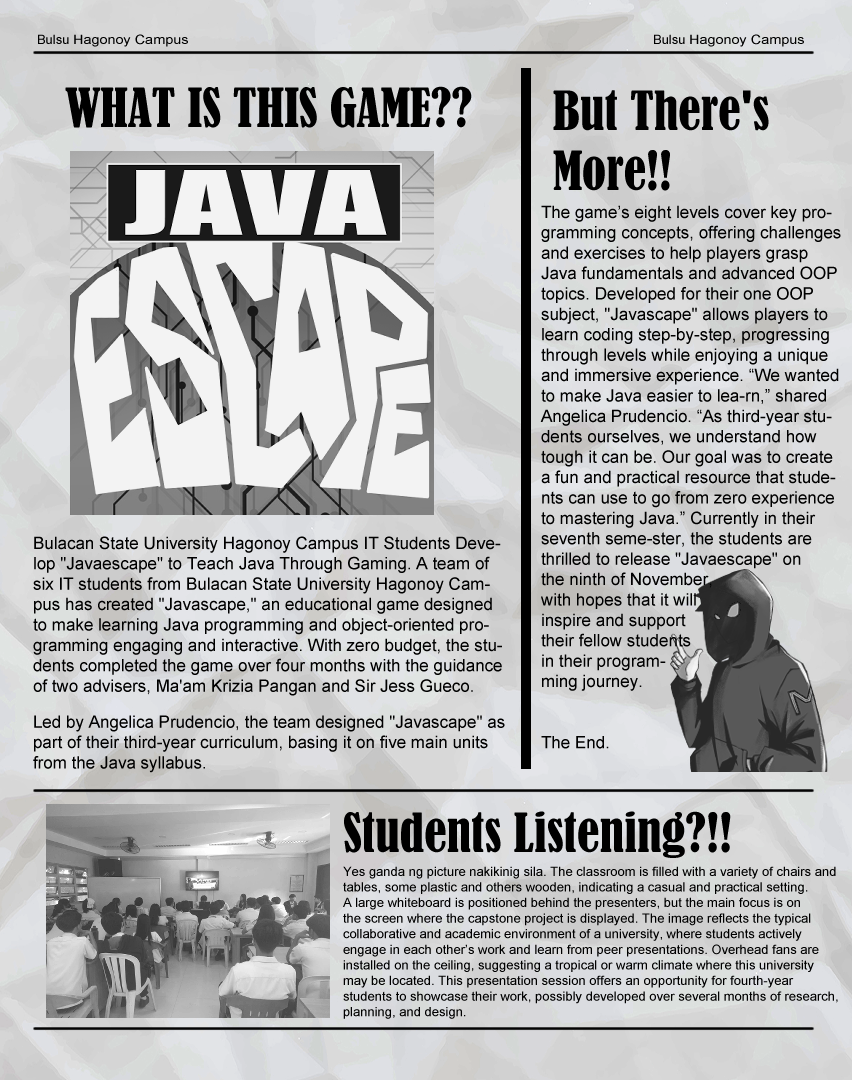 Bulsu Hagonoy Campus
Bulsu Hagonoy Campus
WHAT IS THIS GAME??
JAVA
ESCAPE
Bulacan State University Hagonoy Campus IT Students Deve-
lop "Javaescape" to Teach Java Through Gaming. A team of
six IT students from Bulacan State University Hagonoy Cam-
pus has created "Javascape," an educational game designed
to make learning Java programming and object-oriented pro-
gramming engaging and interactive. With zero budget, the stu-
dents completed the game over four months with the guidance
of two advisers, Ma'am Krizia Pangan and Sir Jess Gueco.
Led by Angelica Prudencio, the team designed "Javascape" as
part of their third-year curriculum, basing it on five main units
from the Java syllabus.
But There's
More!!
The game’s eight levels cover key pro-
gramming concepts, offering challenges
and exercises to help players grasp
Java fundamentals and advanced OOP
topics. Developed for their one OOP
subject, "Javascape" allows players to
learn coding step-by-step, progressing
through levels while enjoying a unique
and immersive experience. “We wanted
to make Java easier to lea-rn,” shared
Angelica Prudencio. “As third-year stu-
dents ourselves, we understand how
tough it can be. Our goal was to create
a fun and practical resource that stude-
nts can use to go from zero experience
to mastering Java.” Currently in their
seventh seme-ster, the students are
thrilled to release "Javaescape" on
the ninth of November,
with hopes that it will
inspire and support
their fellow students
in their program-
ming journey.
The End.
Students Listening?!!
Yes ganda ng picture nakikinig sila. The classroom is filled with a variety of chairs and
tables, some plastic and others wooden, indicating a casual and practical setting.
A large whiteboard is positioned behind the presenters, but the main focus is on
the screen where the capstone project is displayed. The image reflects the typical
collaborative and academic environment of a university, where students actively
engage in each other’s work and learn from peer presentations. Overhead fans are
installed on the ceiling, suggesting a tropical or warm climate where this university
may be located. This presentation session offers an opportunity for fourth-year
students to showcase their work, possibly developed over several months of research,
planning, and design.